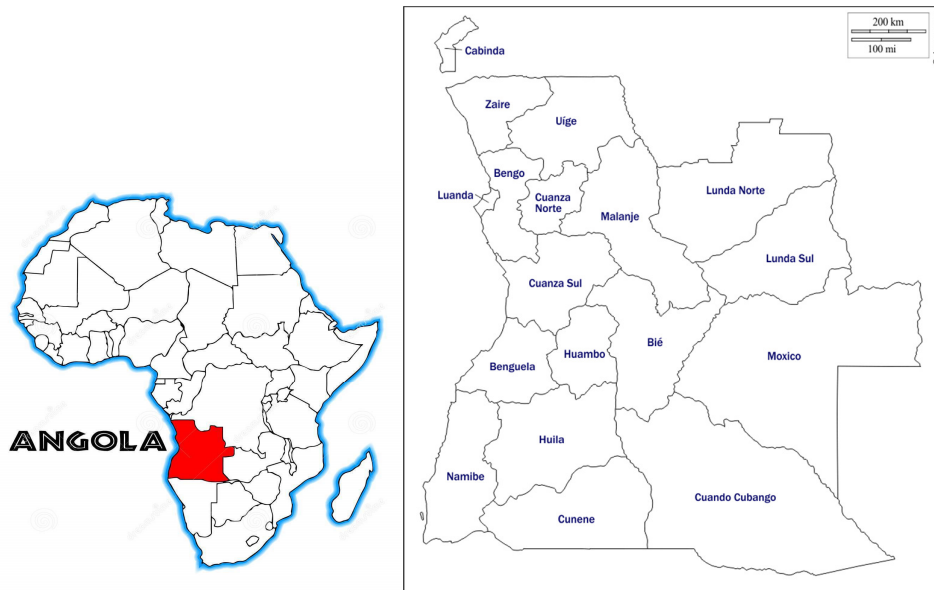 ANGOLA
200 km
100 mi
Cabinda
Zaire
Uíge
Bengo
Luanda
Cuanza
Norte
Malanje
Lunda Norte
Lunda Sul
Cuanza Sul
Benguela
Huambo
Bié
Moxico
Huila
Namibe
Cunene
Cuando Cubango